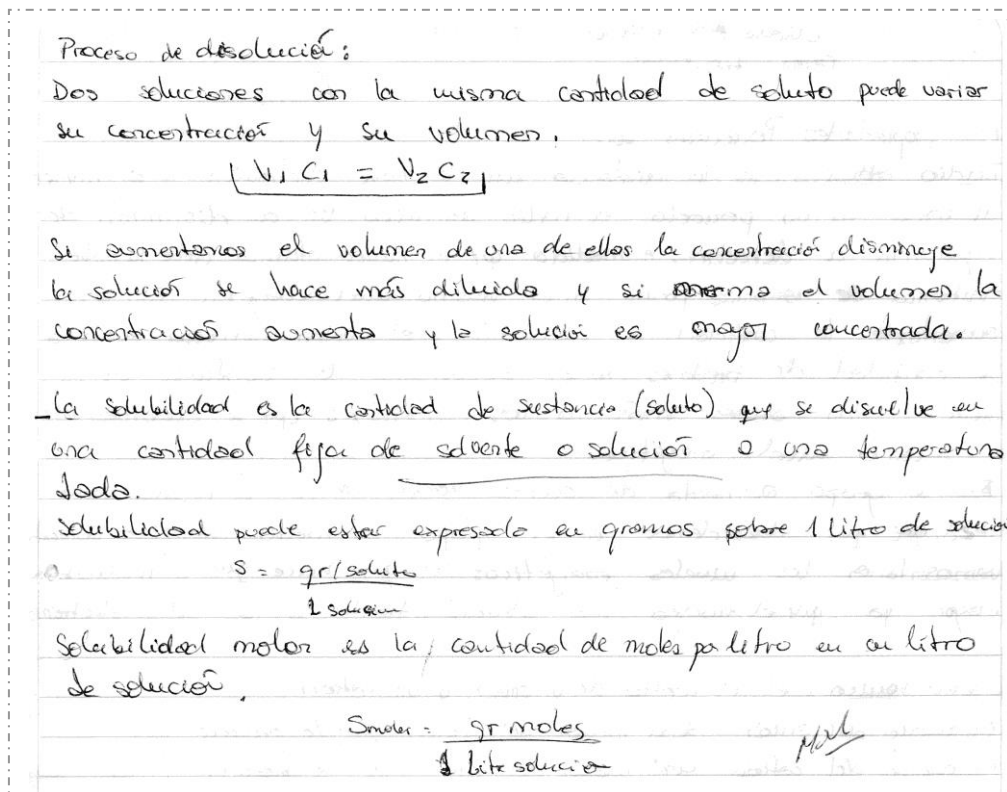 Proceso de disolución:
Dos soluciones con la misma cantidad de soluto puede variar
su concentración y su volumen.
V1 C1 = V2 C2
Si aumentamos el volumen de una de ellas la concentración disminuye
la solución se hace más diluida y si merma el volumen la
concentración aumenta y la solución es mayor concentrada.
_ La solubilidad es la cantidad de sustancia (soluto) que se disuelve en
una cantidad fija de solvente o solución a una temperatura
dada.
Solubilidad puede estar expresada en gramos sobre 1 litro de solución
S = gr/soluto
1 solución
Solubilidad molar es la, cantidad de moles por litro en un litro
de solución.
Smolar = gr moles
1 litro solución